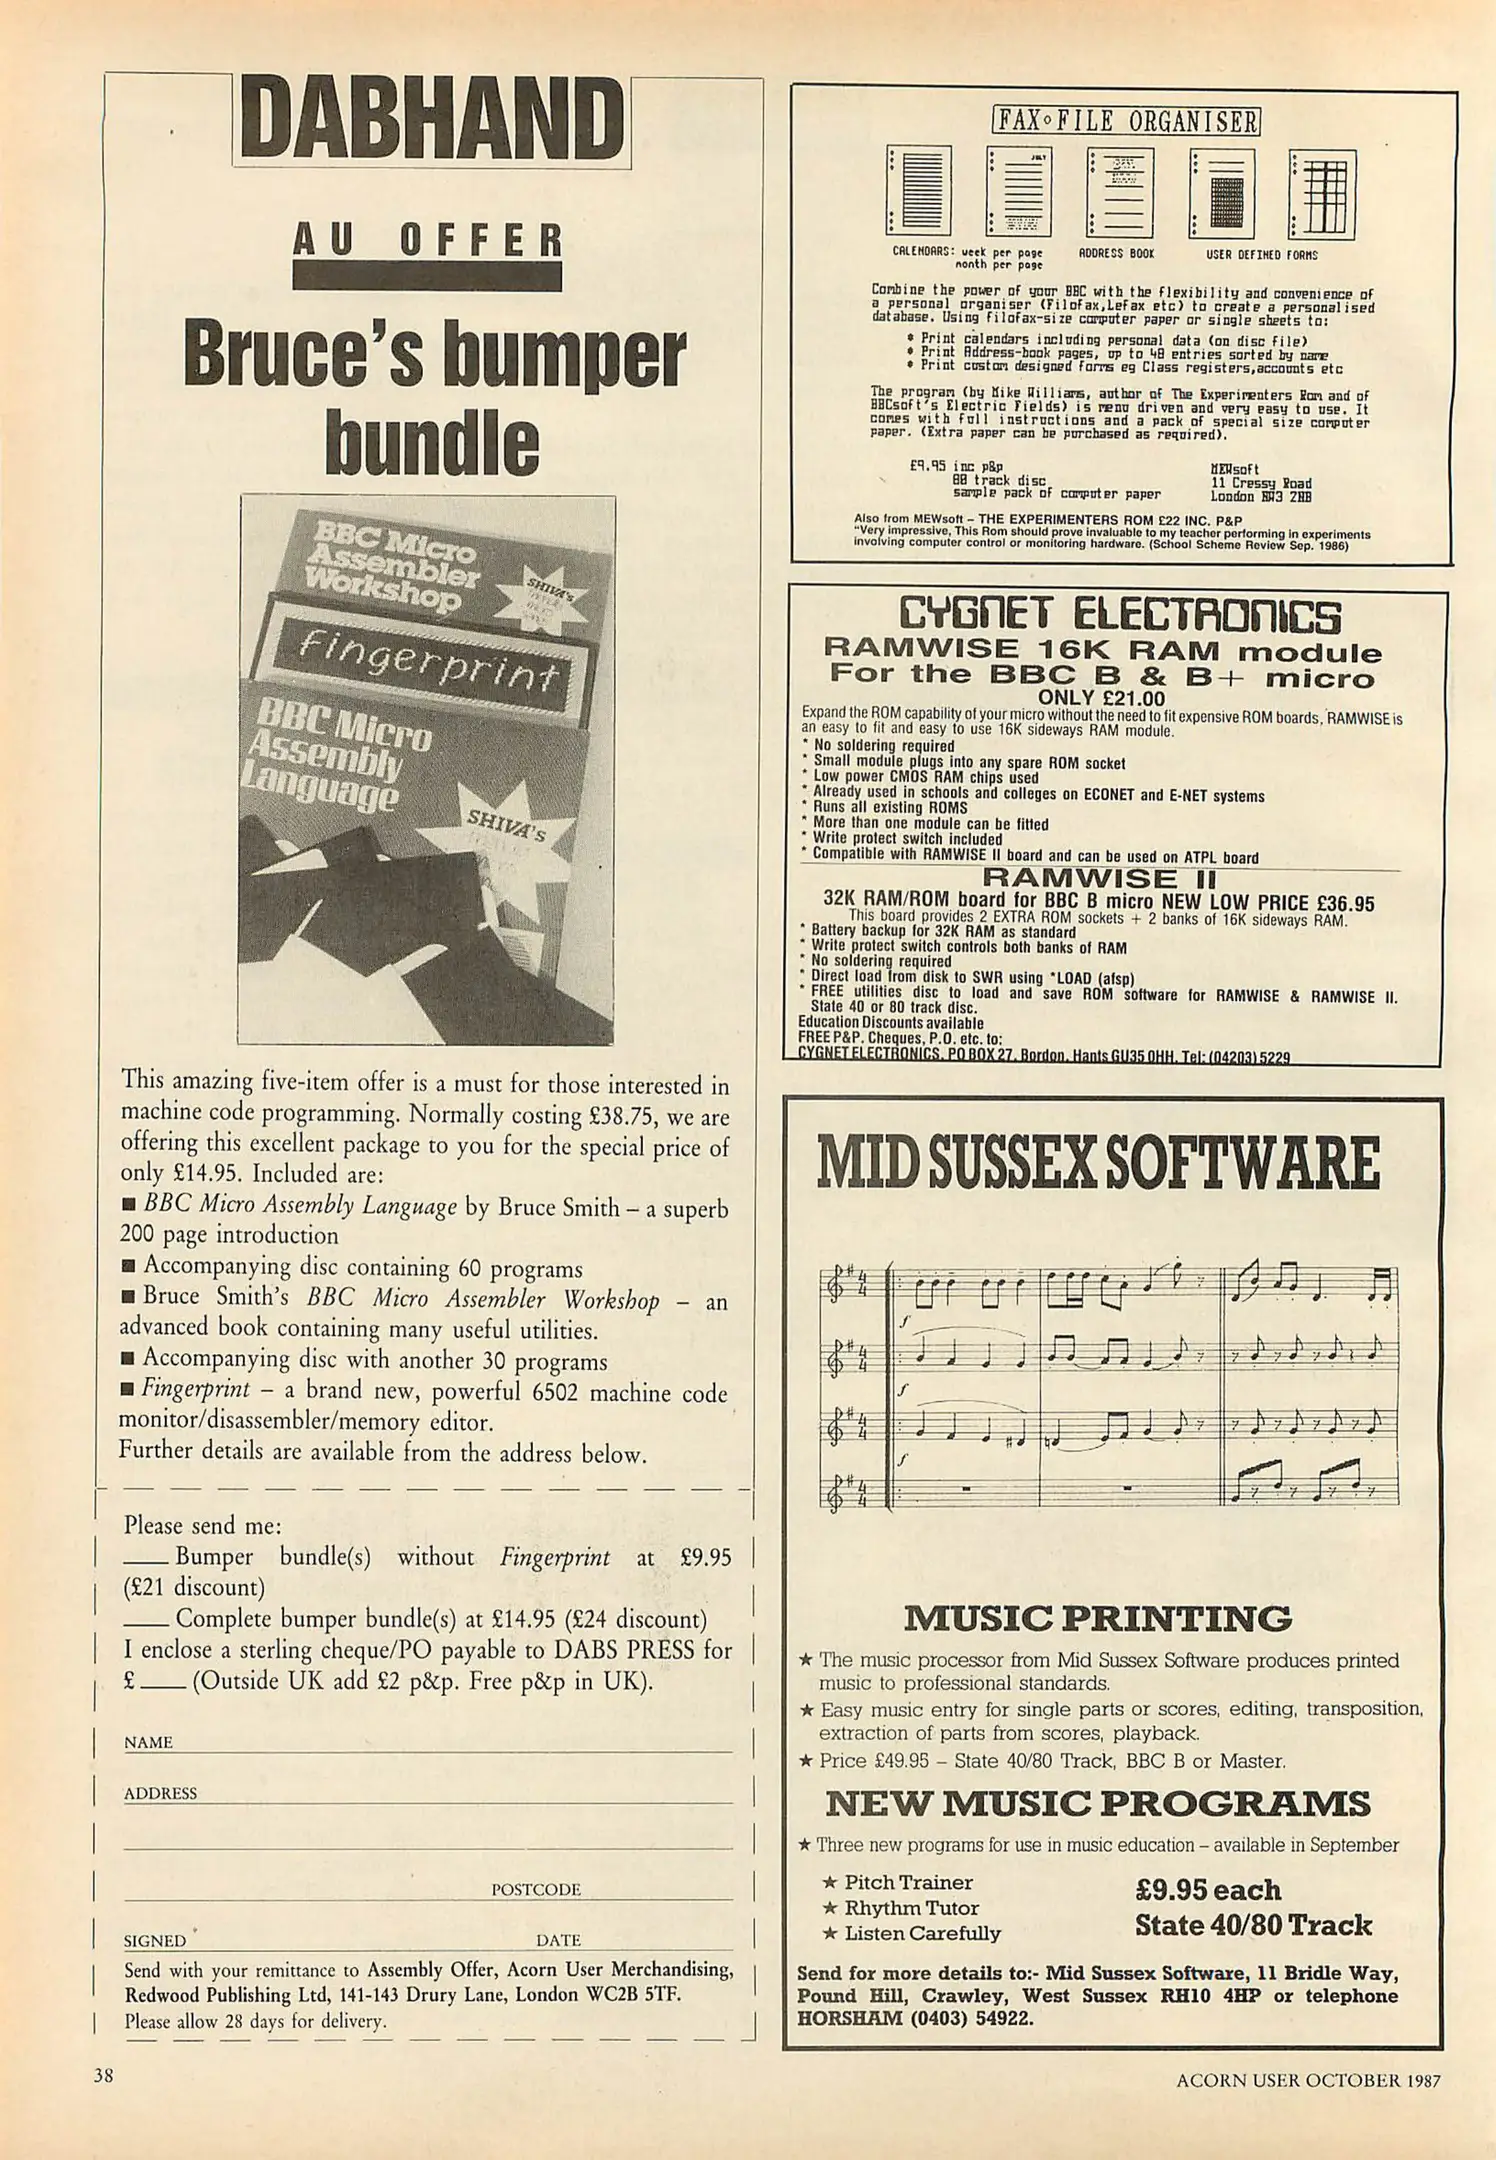 DABHAND
AU OFFER
Bruce's bumper
bundle
BBC Micro
Assembler
Workshop
SHIVA's
Fingerprint
BBC Micro
Assembly
Language
SHIVA's
This amazing five-item offer is a must for those interested in
machine code programming. Normally costing £38.75, we are
offering this excellent package to you for the special price of
only £14.95. Included are:
■ BBC Micro Assembly Language by Bruce Smith – a superb
200 page introduction
■ Accompanying disc containing 60 programs
■ Bruce Smith's BBC Micro Assembler Workshop – an
advanced book containing many useful utilities.
■ Accompanying disc with another 30 programs
■ Fingerprint – a brand new, powerful 6502 machine code
monitor/disassembler/memory editor.
Further details are available from the address below.
Please send me:
___ Bumper bundle(s) without Fingerprint at £9.95
(£21 discount)
___ Complete bumper bundle(s) at £14.95 (£24 discount)
I enclose a sterling cheque/PO payable to DABS PRESS for
£ ___ (Outside UK add £2 p&p. Free p&p in UK).
NAME
ADDRESS
POSTCODE
SIGNED DATE
Send with your remittance to Assembly Offer, Acorn User Merchandising,
Redwood Publishing Ltd, 141-143 Drury Lane, London WC2B 5TF.
Please allow 28 days for delivery.
38
FAX∘FILE ORGANISER
JULY
CALENDARS: week per page
month per page
ADDRESS BOOK
USER DEFINED FORMS
Combine the power of your BBC with the flexibility and convenience of
a personal organiser (Filofax,Lefax etc) to create a personalised
database. Using filofax-size computer paper or single sheets to:
♦ Print calendars including personal data (on disc file)
♦ Print Address-book pages, up to 48 entries sorted by name
♦ Print custom designed forms eg Class registers,accounts etc
The program (by Mike Williams, author of The Experimenters Rom and of
BBCsoft's Electric Fields) is menu driven and very easy to use. It
comes with full instructions and a pack of special size computer
paper. (Extra paper can be purchased as required).
£9.95 inc p&p
80 track disc
sample pack of computer paper
MEWsoft
11 Cressy Road
London NW3 2NB
Also from MEWsoft – THE EXPERIMENTERS ROM £22 INC. P&P
"Very impressive, This Rom should prove invaluable to my teacher performing in experiments
involving computer control or monitoring hardware. (School Scheme Review Sep. 1986)
CYGNET ELECTRONICS
RAMWISE 16K RAM module
For the BBC B & B+ micro
ONLY £21.00
Expand the ROM capability of your micro without the need to fit expensive ROM boards, RAMWISE is
an easy to fit and easy to use 16K sideways RAM module.
* No soldering required
* Small module plugs into any spare ROM socket
* Low power CMOS RAM chips used
* Already used in schools and colleges on ECONET and E-NET systems
* Runs all existing ROMS
* More than one module can be fitted
* Write protect switch included
* Compatible with RAMWISE II board and can be used on ATPL board
RAMWISE II
32K RAM/ROM board for BBC B micro NEW LOW PRICE £36.95
This board provides 2 EXTRA ROM sockets + 2 banks of 16K sideways RAM.
* Battery backup for 32K RAM as standard
* Write protect switch controls both banks of RAM
* No soldering required
* Direct load from disk to SWR using *LOAD (afsp)
* FREE utilities disc to load and save ROM software for RAMWISE & RAMWISE II.
State 40 or 80 track disc.
Education Discounts available
FREE P&P. Cheques, P.O. etc. to:
CYGNET ELECTRONICS, PO BOX 27, Bordon, Hants GU35 0HH. Tel: (04203) 5229
MID SUSSEX SOFTWARE
MUSIC PRINTING
★ The music processor from Mid Sussex Software produces printed
music to professional standards.
★ Easy music entry for single parts or scores, editing, transposition,
extraction of parts from scores, playback.
★ Price £49.95 – State 40/80 Track, BBC B or Master.
NEW MUSIC PROGRAMS
★ Three new programs for use in music education – available in September
★ Pitch Trainer
★ Rhythm Tutor
★ Listen Carefully
£9.95 each
State 40/80 Track
Send for more details to:- Mid Sussex Software, 11 Bridle Way,
Pound Hill, Crawley, West Sussex RH10 4HP or telephone
HORSHAM (0403) 54922.
ACORN USER OCTOBER 1987